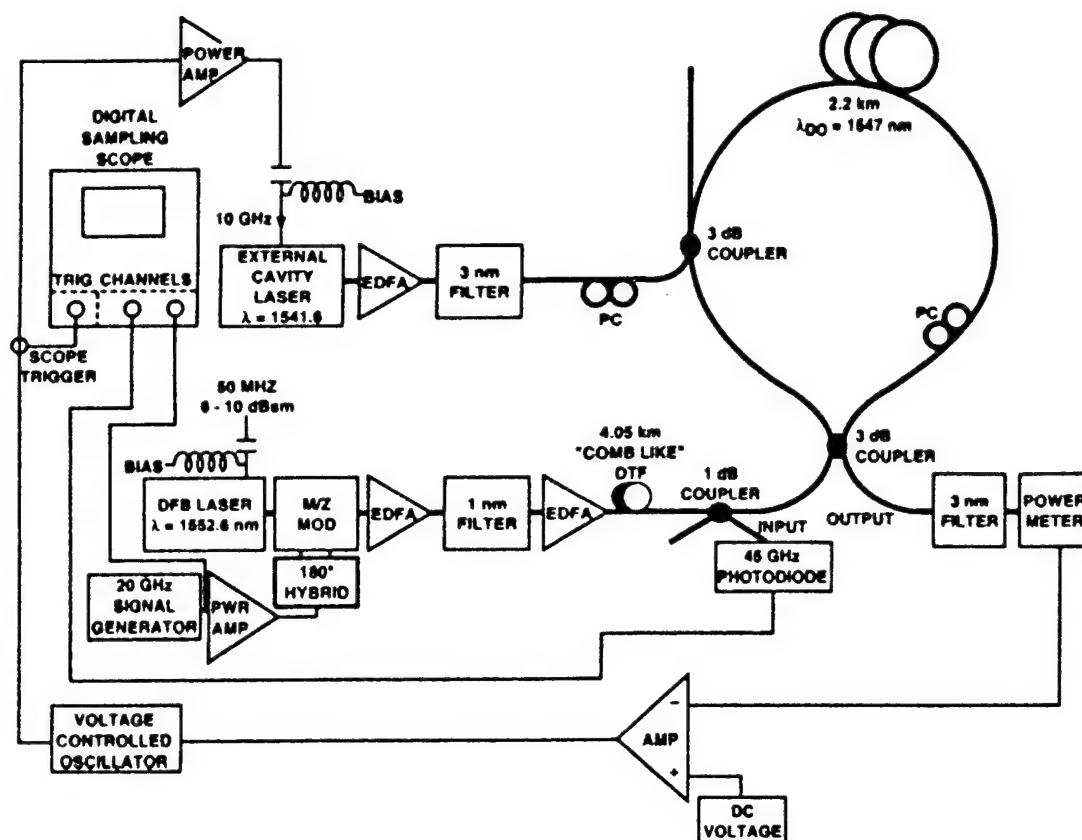 POWER
AMP
DIGITAL
SAMPLING
SCOPE
TRIG CHANNELS
SCOPE
TRIGGER
BIAS
10 GHz
EXTERNAL
CAVITY
LASER
λ = 1541.6
EDFA
3 nm
FILTER
PC
3 dB
COUPLER
2.2 km
λDO = 1547 nm
PC
3 dB
COUPLER
50 MHZ
6 - 10 dBsm
BIAS
DFB LASER
λ = 1552.6 nm
M/Z
MOD
180°
HYBRID
EDFA
1 nm
FILTER
EDFA
4.05 km
"COMB LIKE"
DTF
1 dB
COUPLER
INPUT
OUTPUT
45 GHz
PHOTODIODE
3 nm
FILTER
POWER
METER
20 GHz
SIGNAL
GENERATOR
PWR
AMP
VOLTAGE
CONTROLLED
OSCILLATOR
AMP
−
+
DC
VOLTAGE